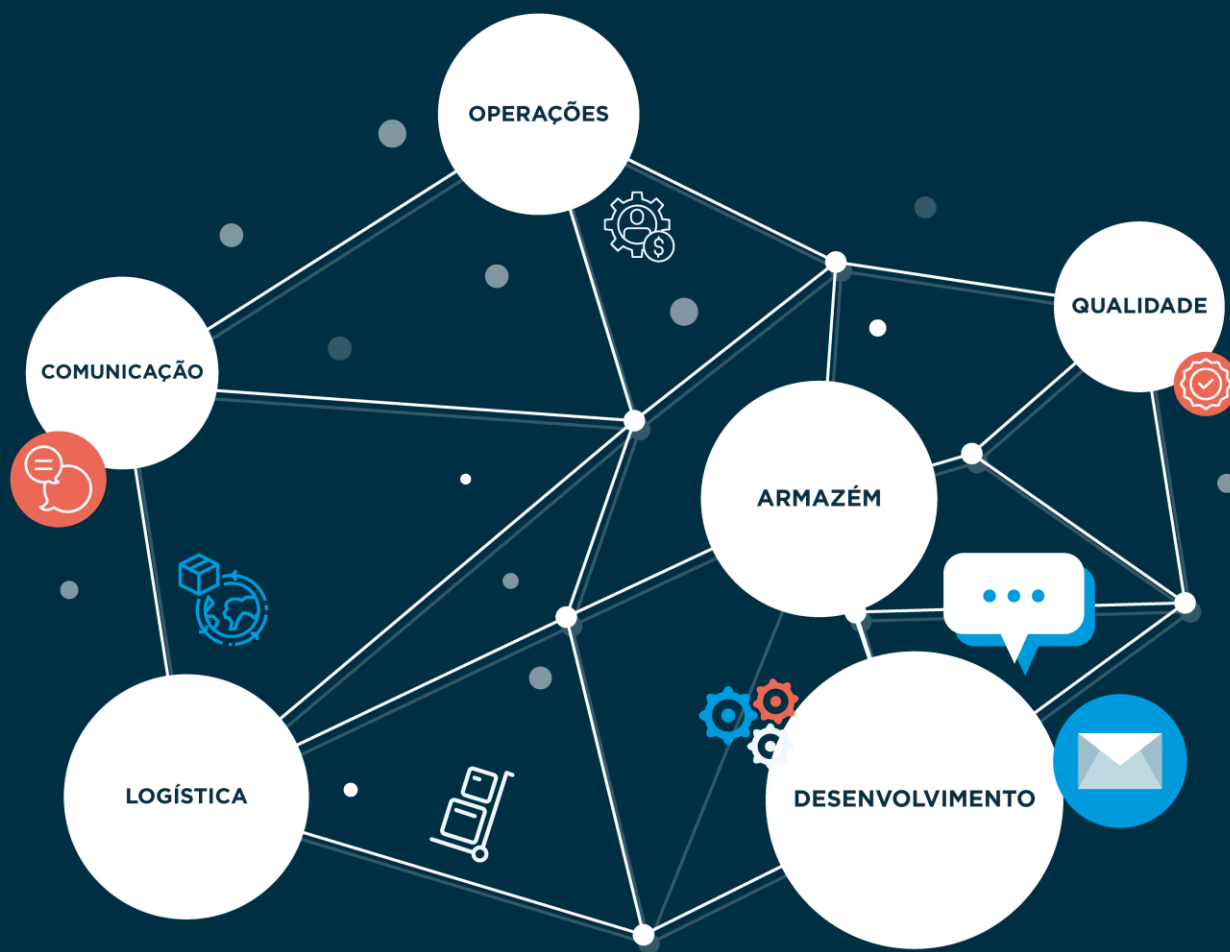 OPERAÇÕES
QUALIDADE
COMUNICAÇÃO
ARMAZÉM
LOGÍSTICA
DESENVOLVIMENTO